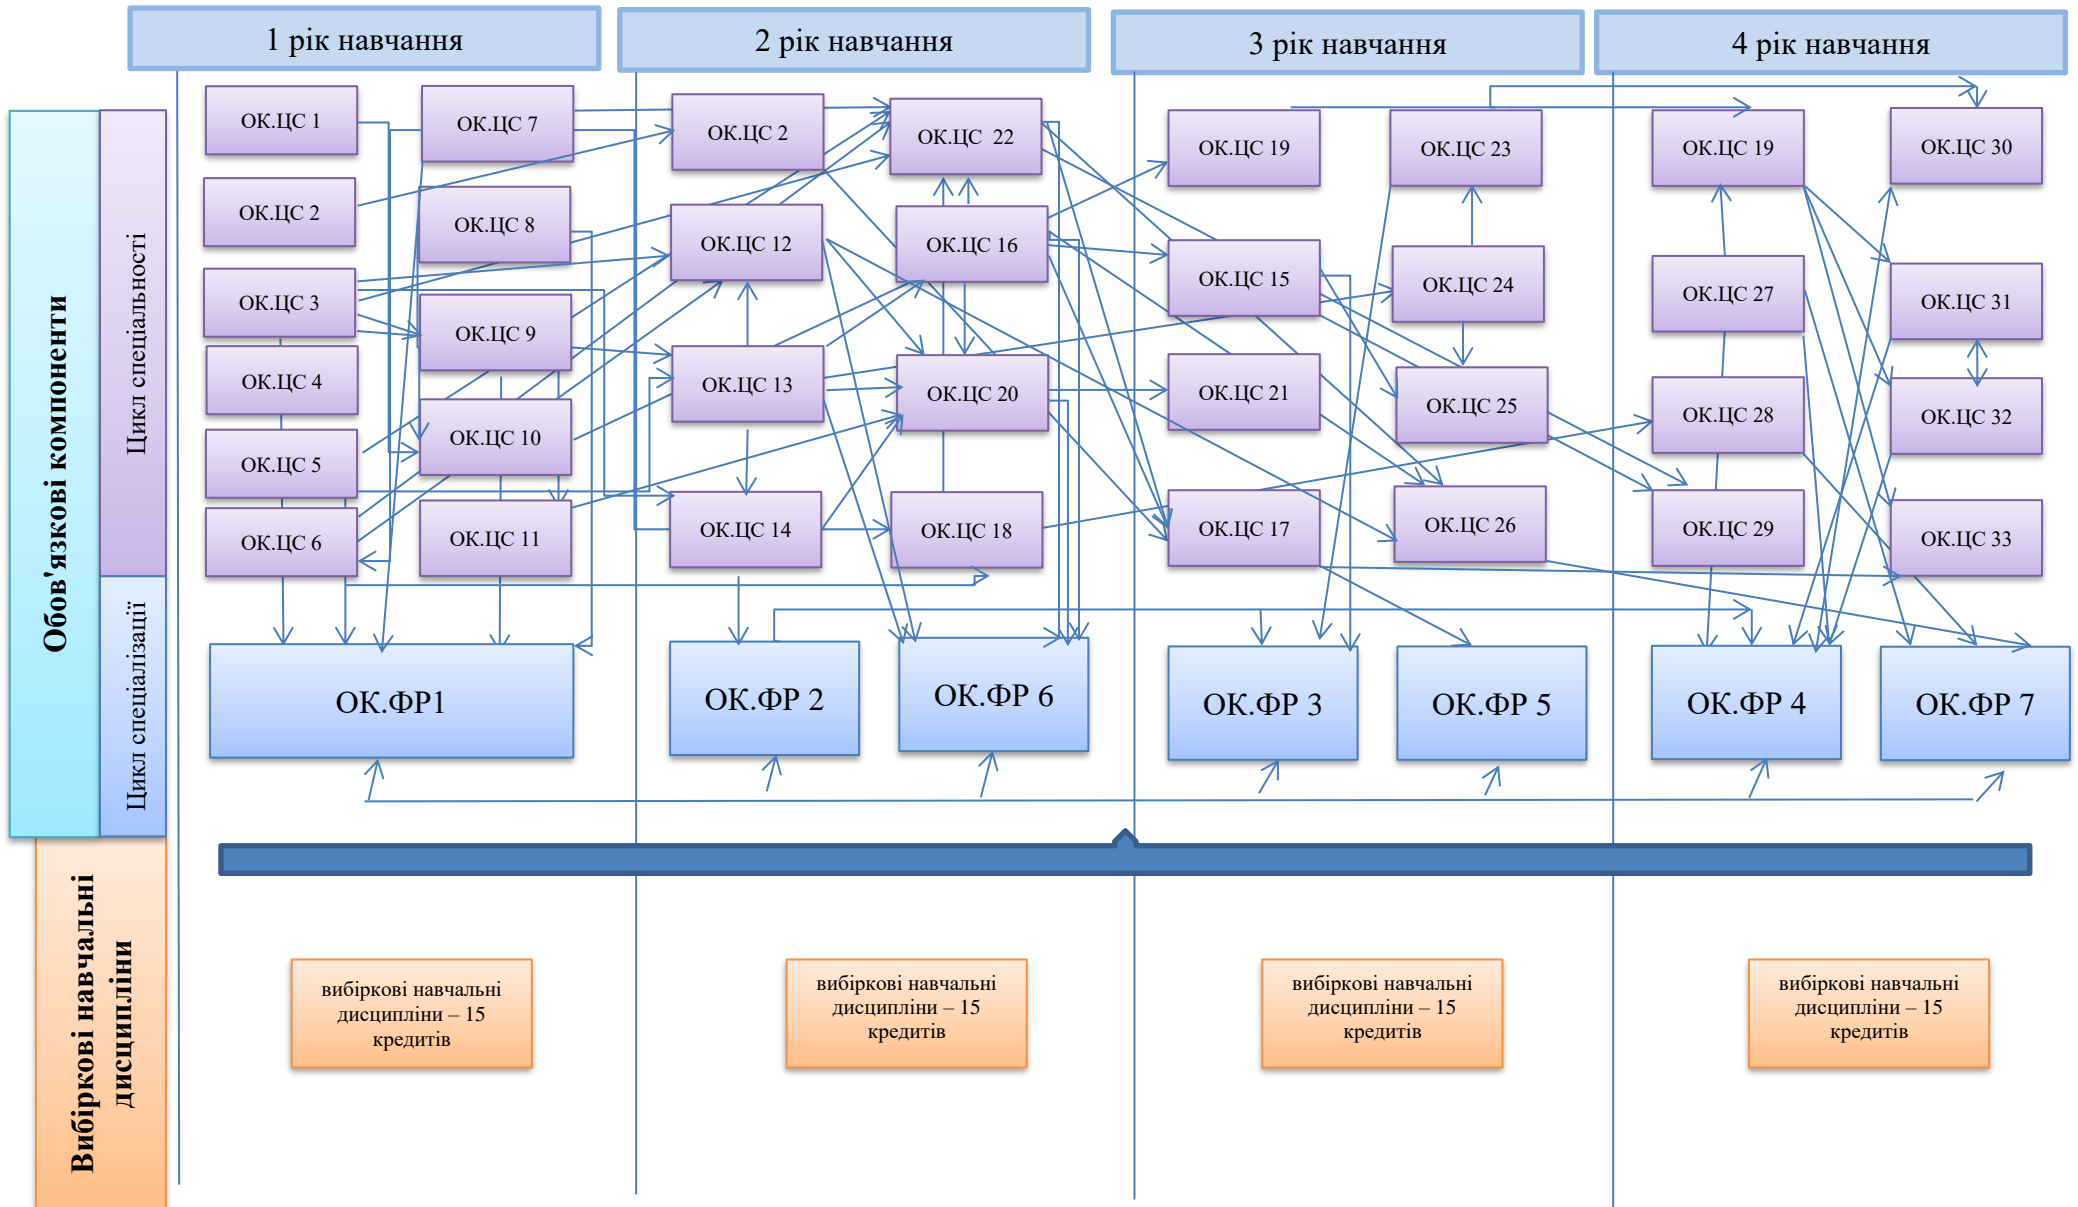 1 рік навчання
2 рік навчання
3 рік навчання
4 рік навчання
Обов'язкові компоненти
Цикл спеціальності
Цикл спеціалізації
ОК.ЦС 1
ОК.ЦС 2
ОК.ЦС 3
ОК.ЦС 4
ОК.ЦС 5
ОК.ЦС 6
ОК.ЦС 7
ОК.ЦС 8
ОК.ЦС 9
ОК.ЦС 10
ОК.ЦС 11
ОК.ЦС 2
ОК.ЦС 12
ОК.ЦС 13
ОК.ЦС 14
ОК.ЦС 22
ОК.ЦС 16
ОК.ЦС 20
ОК.ЦС 18
ОК.ЦС 19
ОК.ЦС 15
ОК.ЦС 21
ОК.ЦС 17
ОК.ЦС 23
ОК.ЦС 24
ОК.ЦС 25
ОК.ЦС 26
ОК.ЦС 19
ОК.ЦС 27
ОК.ЦС 28
ОК.ЦС 29
ОК.ЦС 30
ОК.ЦС 31
ОК.ЦС 32
ОК.ЦС 33
ОК.ФР1
ОК.ФР 2
ОК.ФР 6
ОК.ФР 3
ОК.ФР 5
ОК.ФР 4
ОК.ФР 7
Вибіркові навчальні
дисципліни
вибіркові навчальні
дисципліни – 15
кредитів
вибіркові навчальні
дисципліни – 15
кредитів
вибіркові навчальні
дисципліни – 15
кредитів
вибіркові навчальні
дисципліни – 15
кредитів